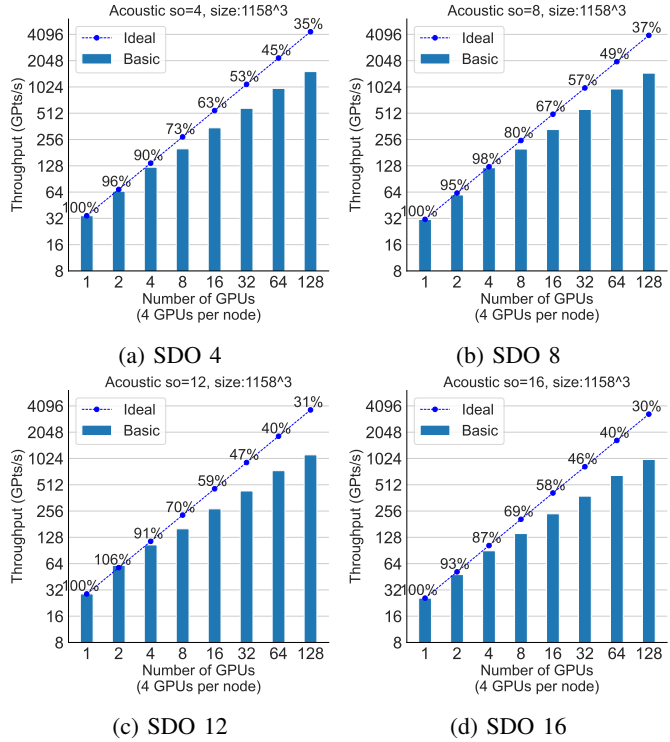 Acoustic so=4, size:1158^3
Ideal
Basic
Throughput (GPts/s)
4096
2048
1024
512
256
128
64
32
16
8
100%
96%
90%
73%
63%
53%
45%
35%
1 2 4 8 16 32 64 128
Number of GPUs
(4 GPUs per node)
(a) SDO 4
Acoustic so=8, size:1158^3
Ideal
Basic
Throughput (GPts/s)
4096
2048
1024
512
256
128
64
32
16
8
100%
95%
98%
80%
67%
57%
49%
37%
1 2 4 8 16 32 64 128
Number of GPUs
(4 GPUs per node)
(b) SDO 8
Acoustic so=12, size:1158^3
Ideal
Basic
Throughput (GPts/s)
4096
2048
1024
512
256
128
64
32
16
8
100%
106%
91%
70%
59%
47%
40%
31%
1 2 4 8 16 32 64 128
Number of GPUs
(4 GPUs per node)
(c) SDO 12
Acoustic so=16, size:1158^3
Ideal
Basic
Throughput (GPts/s)
4096
2048
1024
512
256
128
64
32
16
8
100%
93%
87%
69%
58%
46%
40%
30%
1 2 4 8 16 32 64 128
Number of GPUs
(4 GPUs per node)
(d) SDO 16